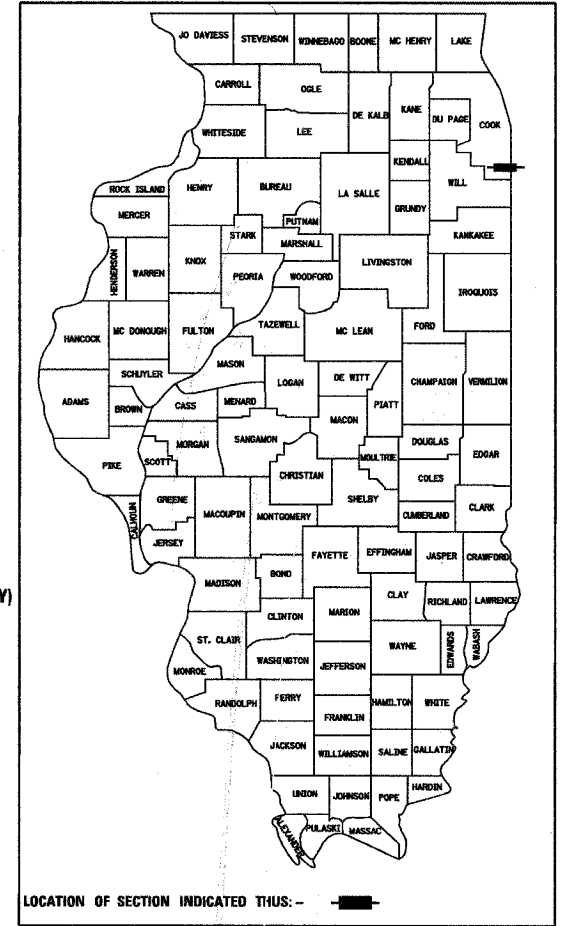 JO DAVIESS STEVENSON WINNEBAGO BOONE MC HENRY LAKE
CARROLL OGLE DE KALB KANE DU PAGE COOK
WHITESIDE LEE
KENDALL WILL
ROCK ISLAND HENRY BUREAU LA SALLE
MERCER PUTNAM GRUNDY
STARK MARSHALL KANKAKEE
HENDERSON WARREN KNOX PEORIA WOODFORD LIVINGSTON IROQUOIS
HANCOCK MC DONOUGH FULTON TAZEWELL MC LEAN FORD
MASON
SCHUYLER LOGAN DE WITT CHAMPAIGN VERMILION
ADAMS BROWN CASS MENARD MACON PIATT
MORGAN SANGAMON DOUGLAS EDGAR
PIKE SCOTT CHRISTIAN MOULTRIE COLES
GREENE MACOUPIN MONTGOMERY SHELBY CUMBERLAND CLARK
CALHOUN JERSEY FAYETTE EFFINGHAM JASPER CRAWFORD
MADISON BOND CLAY RICHLAND LAWRENCE
Y)
CLINTON MARION
ST. CLAIR WAYNE EDWARDS WABASH
MONROE WASHINGTON JEFFERSON
RANDOLPH FERRY HAMILTON WHITE
FRANKLIN
JACKSON WILLIAMSON SALINE GALLATIN
UNION JOHNSON POPE HARDIN
ALEXANDER PULASKI MASSAC
LOCATION OF SECTION INDICATED THUS:-